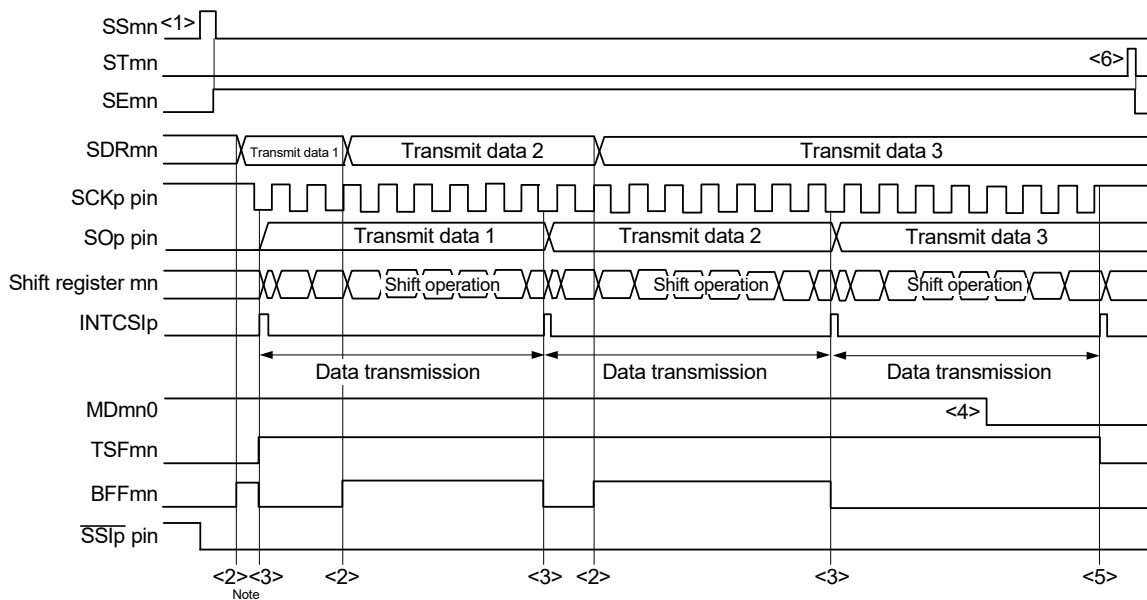 SSmn <1>
STmn <6>
SEmn
SDRmn Transmit data 1 Transmit data 2 Transmit data 3
SCKp pin
SOp pin Transmit data 1 Transmit data 2 Transmit data 3
Shift register mn Shift operation Shift operation Shift operation
INTCSIp
Data transmission Data transmission Data transmission
MDmn0 <4>
TSFmn
BFFmn
SSIp pin
<2> <3> <2> <3> <2> <3> <5>
Note